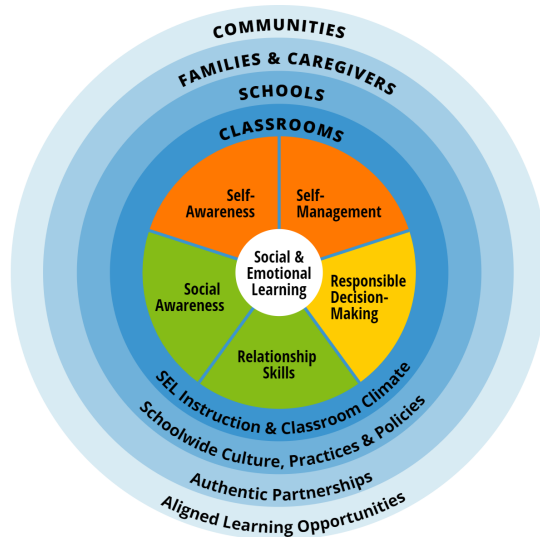 COMMUNITIES
FAMILIES & CAREGIVERS
SCHOOLS
CLASSROOMS
Self-
Awareness
Self-
Management
Social &
Emotional
Learning
Social
Awareness
Responsible
Decision-
Making
Relationship
Skills
SEL Instruction & Classroom Climate
Schoolwide Culture, Practices & Policies
Authentic Partnerships
Aligned Learning Opportunities